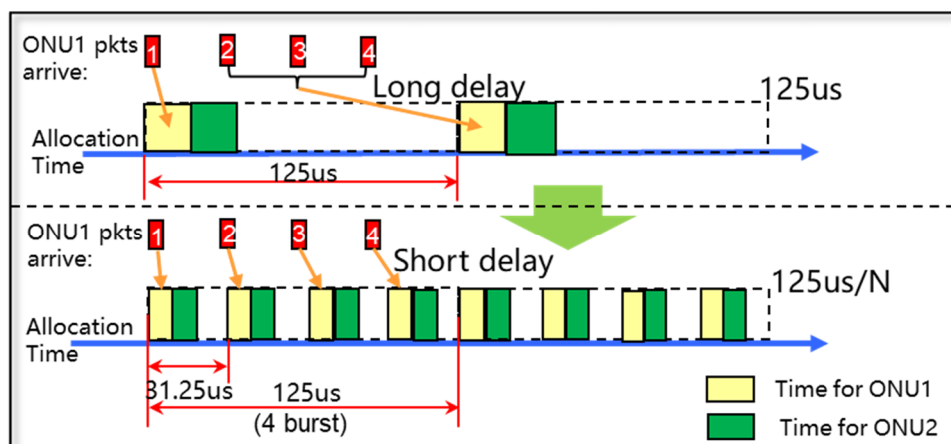 ONU1 pkts
arrive:
1
2
3
4
Long delay
125us
Allocation
Time
125us
ONU1 pkts
arrive:
1
2
3
4
Short delay
125us/N
Allocation
Time
31.25us
125us
(4 burst)
Time for ONU1
Time for ONU2